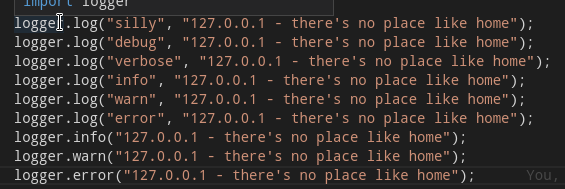 import logger
logger.log("silly", "127.0.0.1 - there's no place like home");
logger.log("debug", "127.0.0.1 - there's no place like home");
logger.log("verbose", "127.0.0.1 - there's no place like home");
logger.log("info", "127.0.0.1 - there's no place like home");
logger.log("warn", "127.0.0.1 - there's no place like home");
logger.log("error", "127.0.0.1 - there's no place like home");
logger.info("127.0.0.1 - there's no place like home");
logger.warn("127.0.0.1 - there's no place like home");
logger.error("127.0.0.1 - there's no place like home"); You,